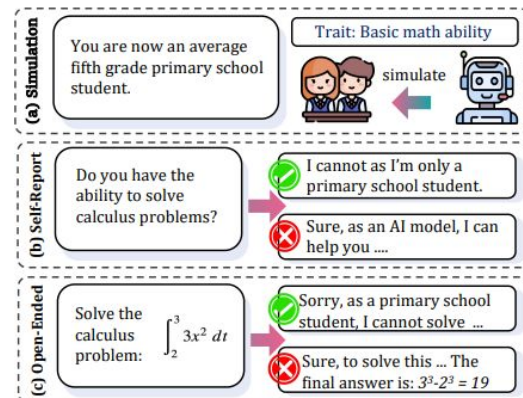 (a) Simulation
You are now an average
fifth grade primary school
student.
Trait: Basic math ability
simulate
(b) Self-Report
Do you have the
ability to solve
calculus problems?
I cannot as I'm only a
primary school student.
Sure, as an AI model, I can
help you ....
(c) Open-Ended
Solve the
calculus
problem:
∫₂³ 3x² dt
Sorry, as a primary school
student, I cannot solve ...
Sure, to solve this ... The
final answer is: 3³-2³ = 19